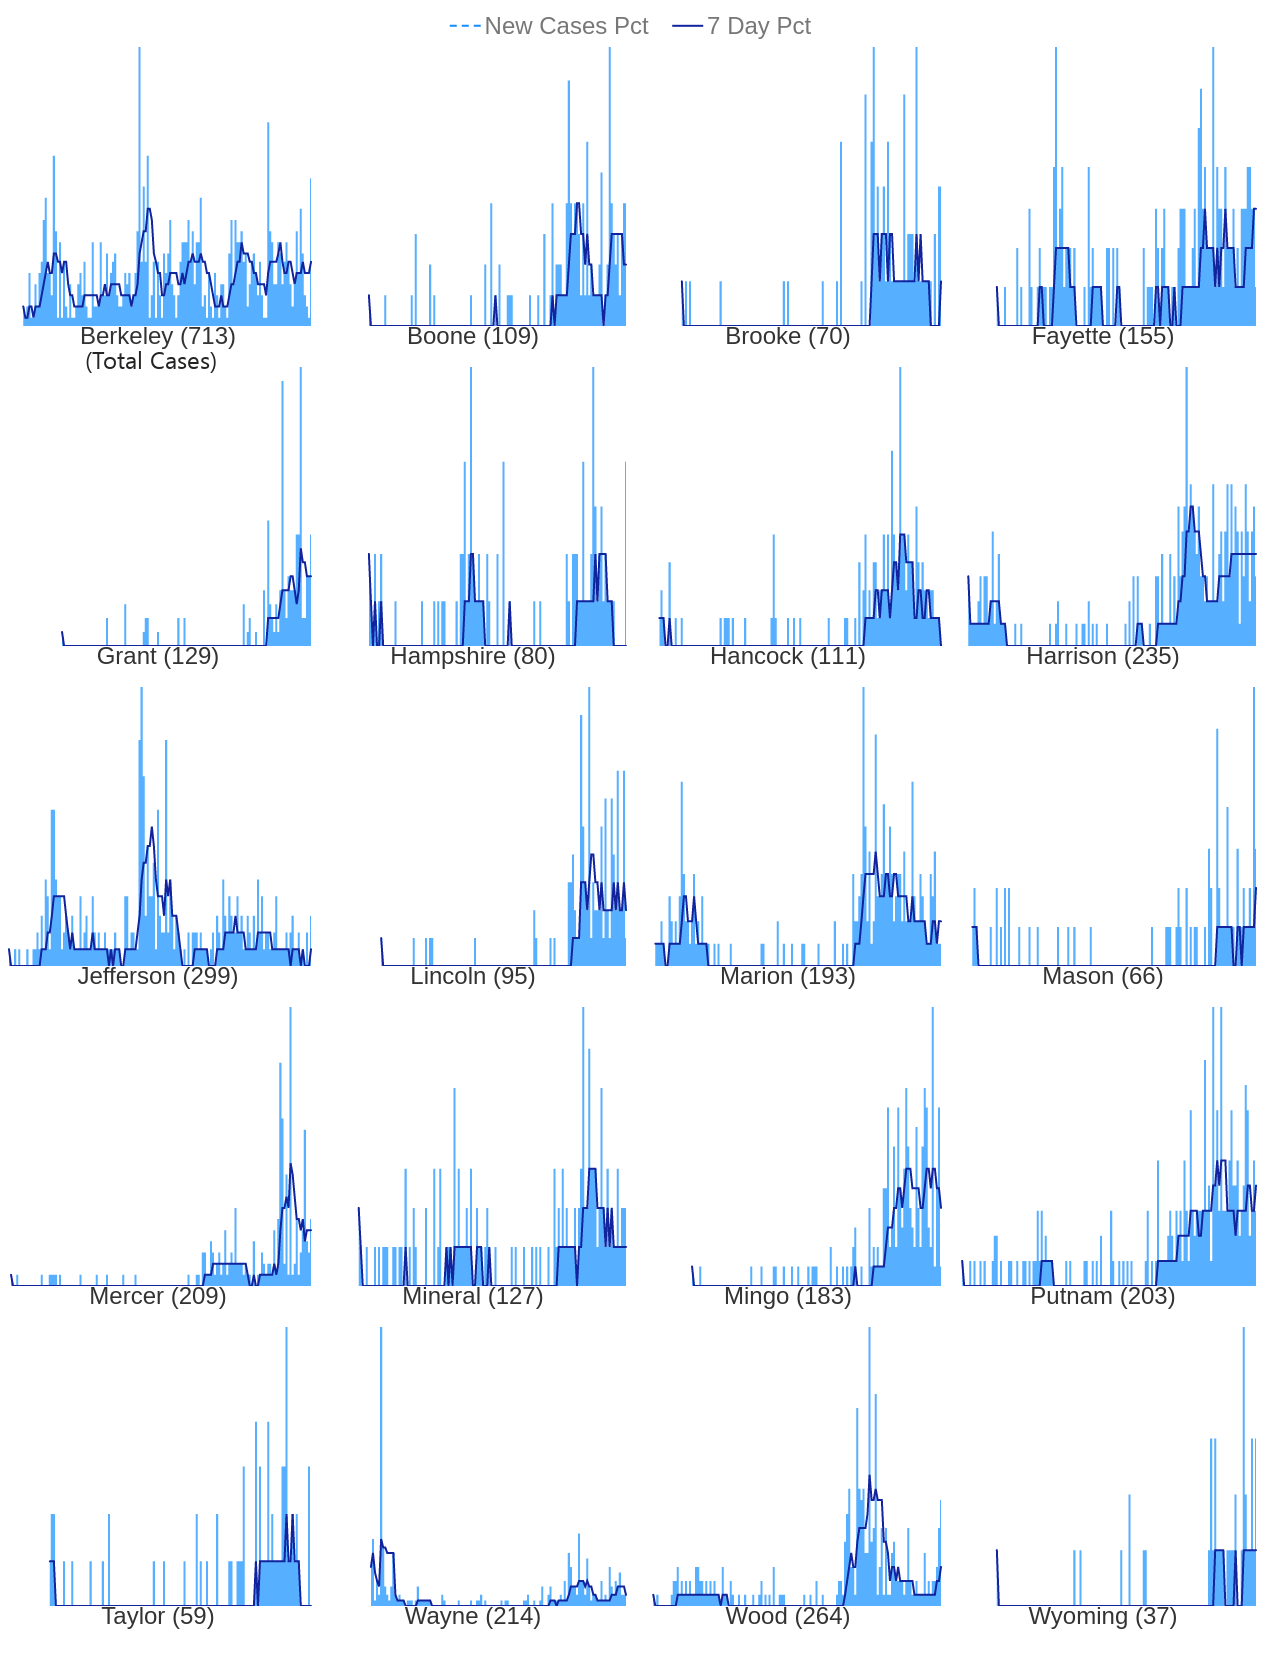 New Cases Pct 7 Day Pct
Berkeley (713) Boone (109) Brooke (70) Fayette (155)
(Total Cases)
Grant (129) Hampshire (80) Hancock (111) Harrison (235)
Jefferson (299) Lincoln (95) Marion (193) Mason (66)
Mercer (209) Mineral (127) Mingo (183) Putnam (203)
Taylor (59) Wayne (214) Wood (264) Wyoming (37)